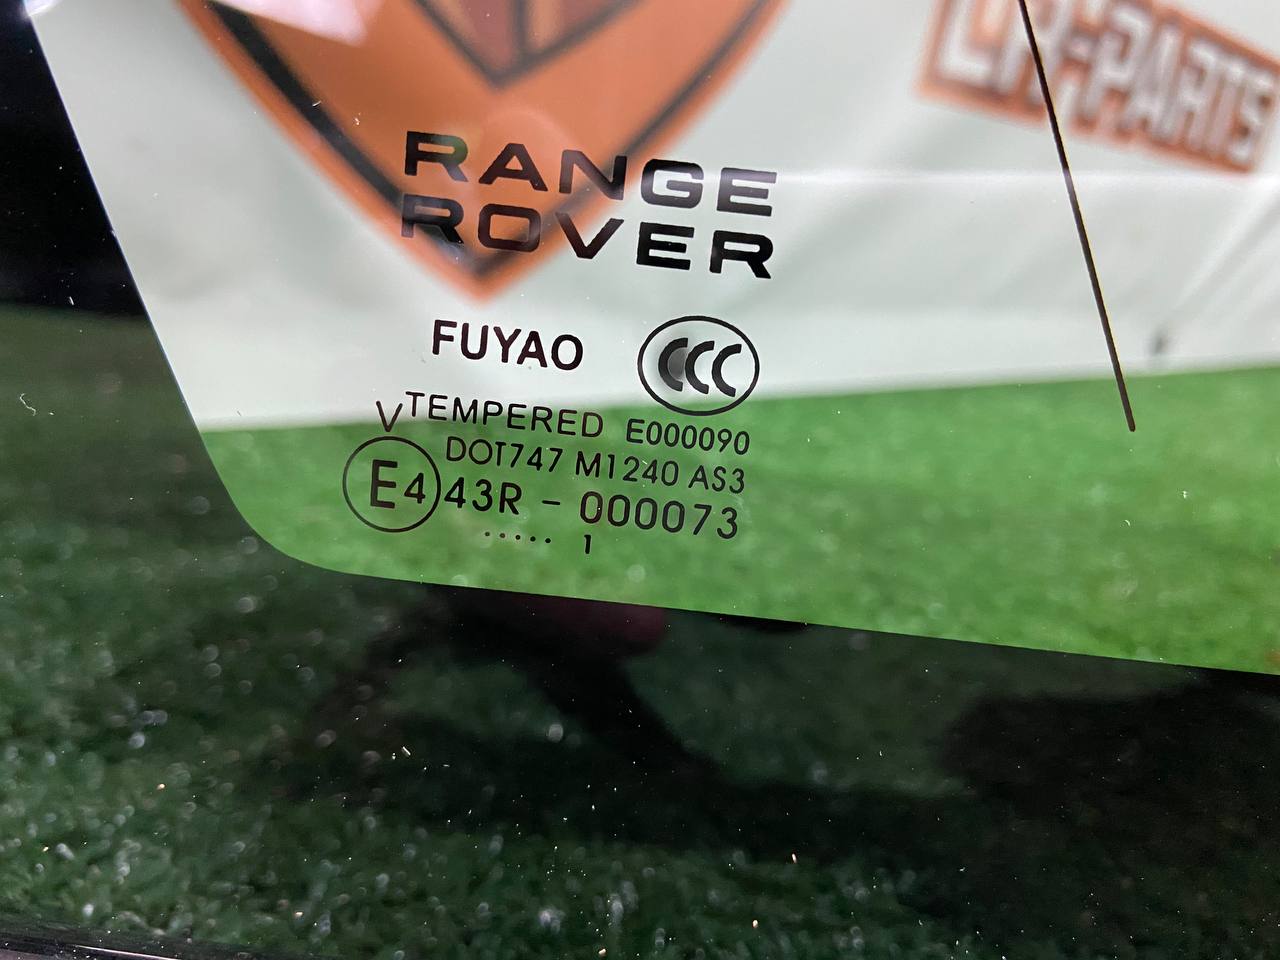 LR-PARTS
RANGE
ROVER
FUYAO CCC
V TEMPERED E000090
DOT747 M1240 AS3
E4 43R - 000073
..... 1